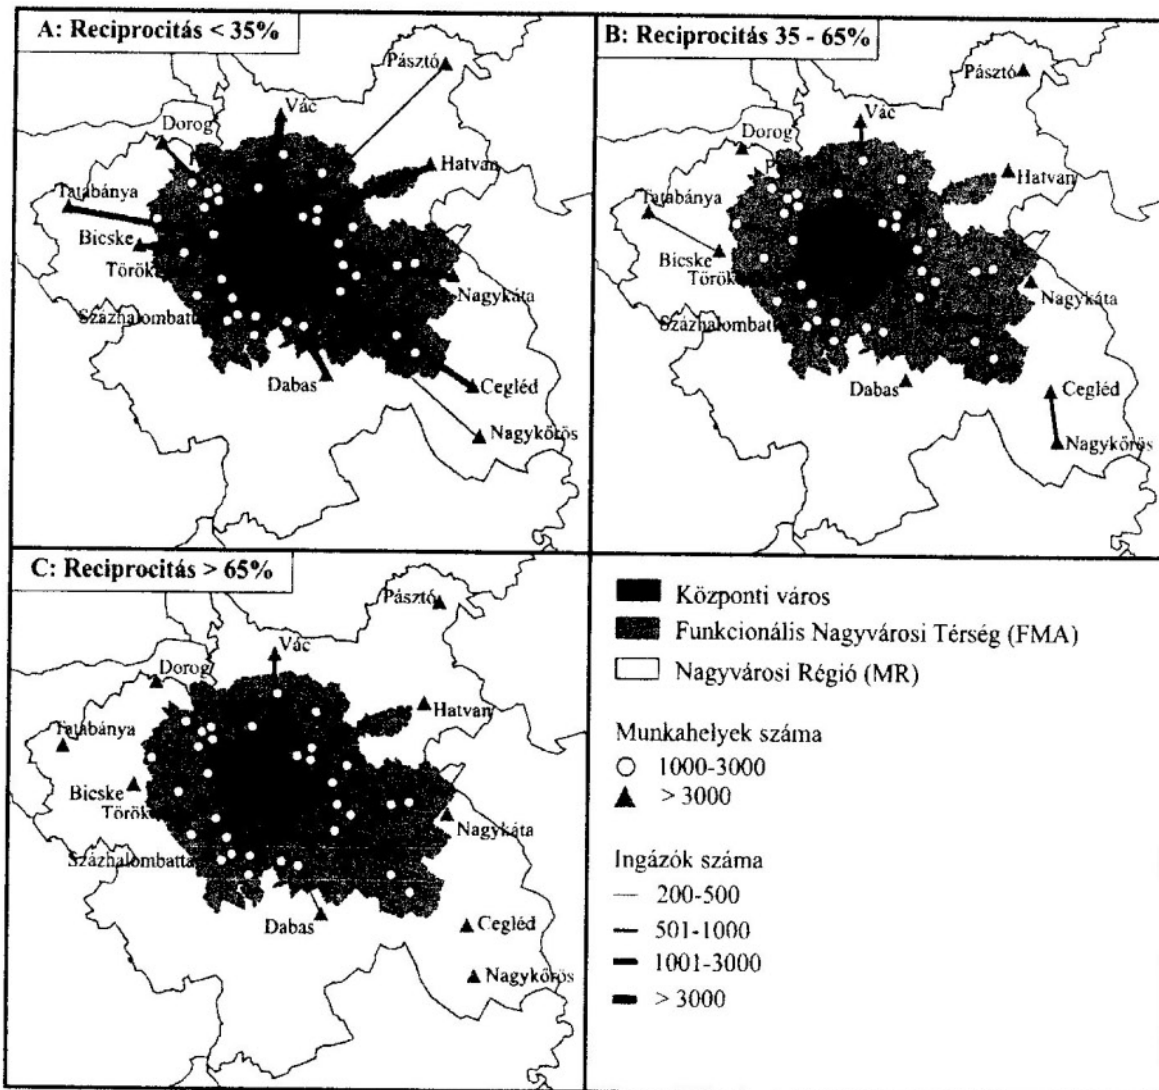 A: Reciprocitás < 35%
Pásztó
Vác
Dorog
Hatvan
Tatabánya
Bicske
Török
Nagykáta
Százhalombatta
Dabas
Cegléd
Nagykőrös
B: Reciprocitás 35 - 65%
Pásztó
Vác
Dorog
Hatvan
Tatabánya
Bicske
Török
Nagykáta
Százhalombatta
Dabas
Cegléd
Nagykőrös
C: Reciprocitás > 65%
Pásztó
Vác
Dorog
Hatvan
Tatabánya
Bicske
Török
Nagykáta
Százhalombatta
Dabas
Cegléd
Nagykőrös
Központi város
Funkcionális Nagyvárosi Térség (FMA)
Nagyvárosi Régió (MR)
Munkahelyek száma
1000-3000
> 3000
Ingázók száma
200-500
501-1000
1001-3000
> 3000